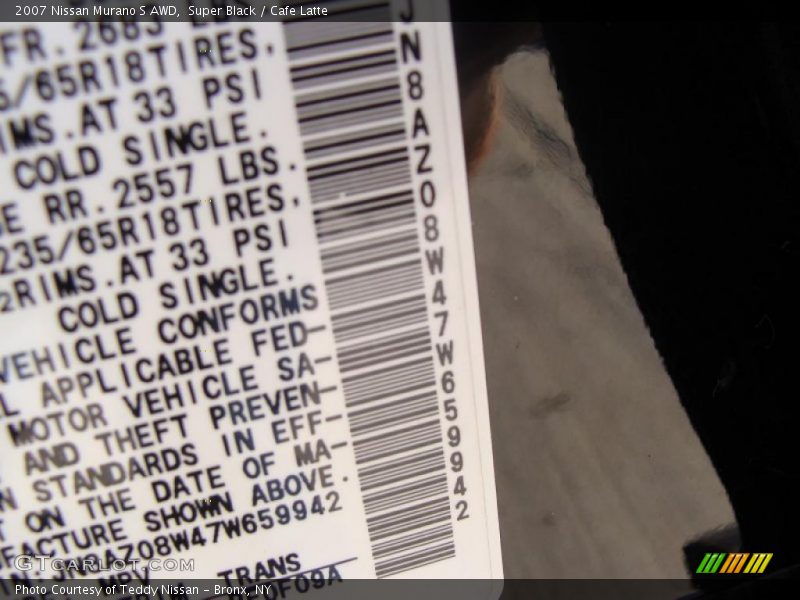 2007 Nissan Murano S AWD, Super Black / Cafe Latte
FR. 2683
/65R18TIRES,
IMS.AT 33 PSI
COLD SINGLE.
RR. 2557 LBS.
235/65R18TIRES,
RIMS.AT 33 PSI
COLD SINGLE.
VEHICLE CONFORMS
APPLICABLE FED-
MOTOR VEHICLE SA-
AND THEFT PREVEN-
STANDARDS IN EFF-
ON THE DATE OF MA-
FACTURE SHOWN ABOVE.
JN8AZ08W47W659942
MPV
TRANS
JN8AZ08W47W659942
GTcarlot.com
Photo Courtesy of Teddy Nissan - Bronx, NY